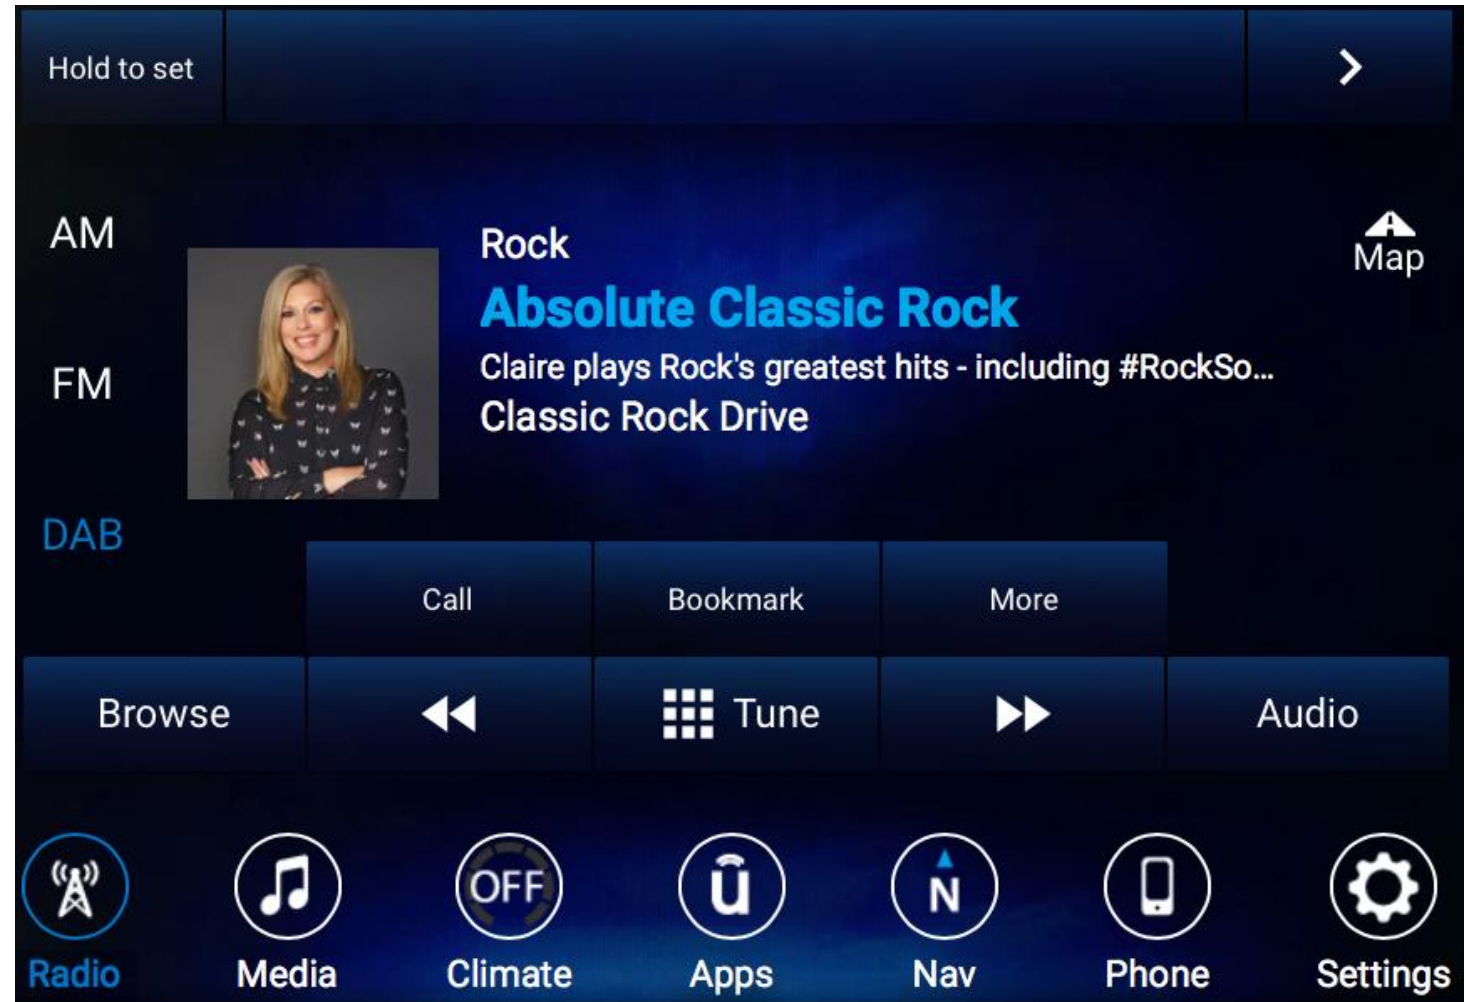 Hold to set
AM
Map
Rock
Absolute Classic Rock
Claire plays Rock's greatest hits - including #RockSo...
FM
Classic Rock Drive
DAB
Call Bookmark More
Browse Tune Audio
OFF û N
Radio Media Climate Apps Nav Phone Settings